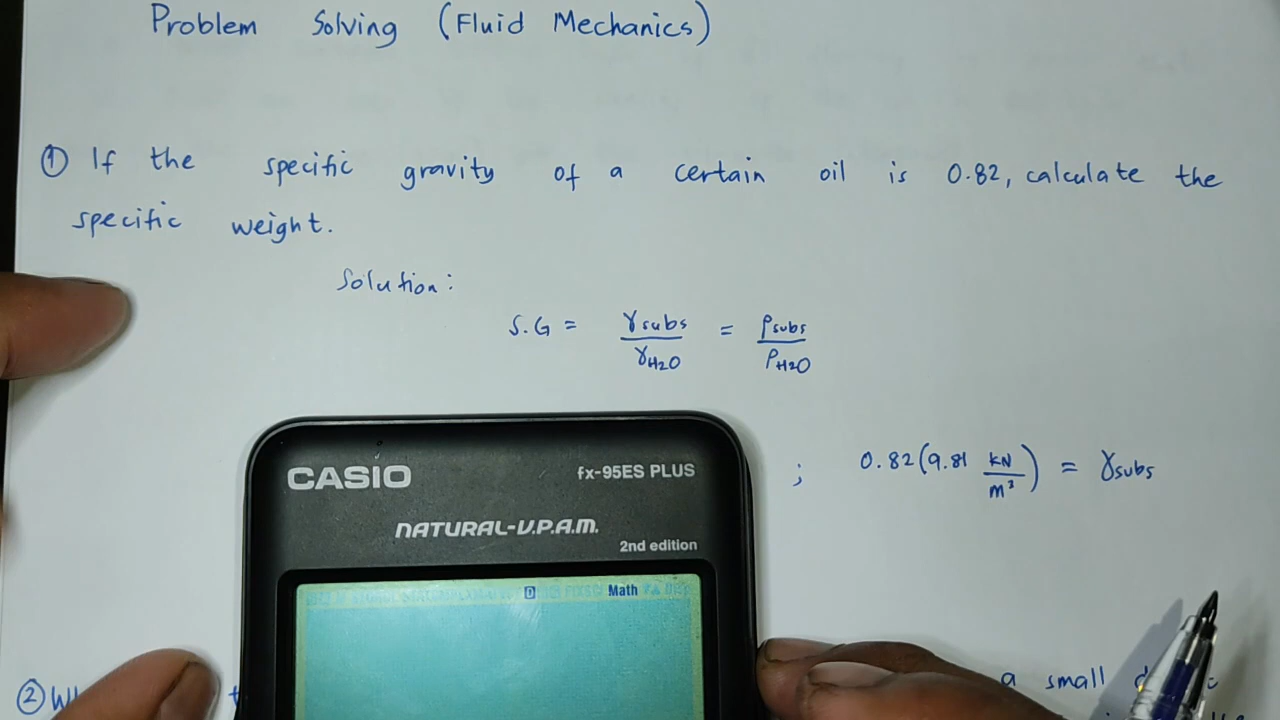 Problem Solving (Fluid Mechanics)
① If the specific gravity of a certain oil is 0.82, calculate the
specific weight.
Solution:
S.G = γsubs/γH2O = ρsubs/ρH2O
; 0.82(9.81 kN/m³) = γsubs
CASIO fx-95ES PLUS
NATURAL-V.P.A.M.
2nd edition
D Math
② a small